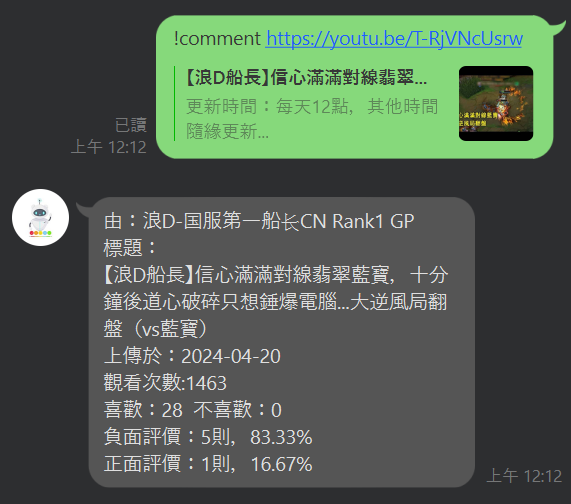 !comment https://youtu.be/T-RjVNcUsrw
【浪D船長】信心滿滿對線翡翠...
更新時間：每天12點，其他時間
隨緣更新...
已讀
上午 12:12
由：浪D-国服第一船长CN Rank1 GP
標題：
【浪D船長】信心滿滿對線翡翠藍寶，十分
鐘後道心破碎只想錘爆電腦...大逆風局翻
盤（vs藍寶）
上傳於：2024-04-20
觀看次數:1463
喜歡：28 不喜歡：0
負面評價：5則，83.33%
正面評價：1則，16.67%
上午 12:12